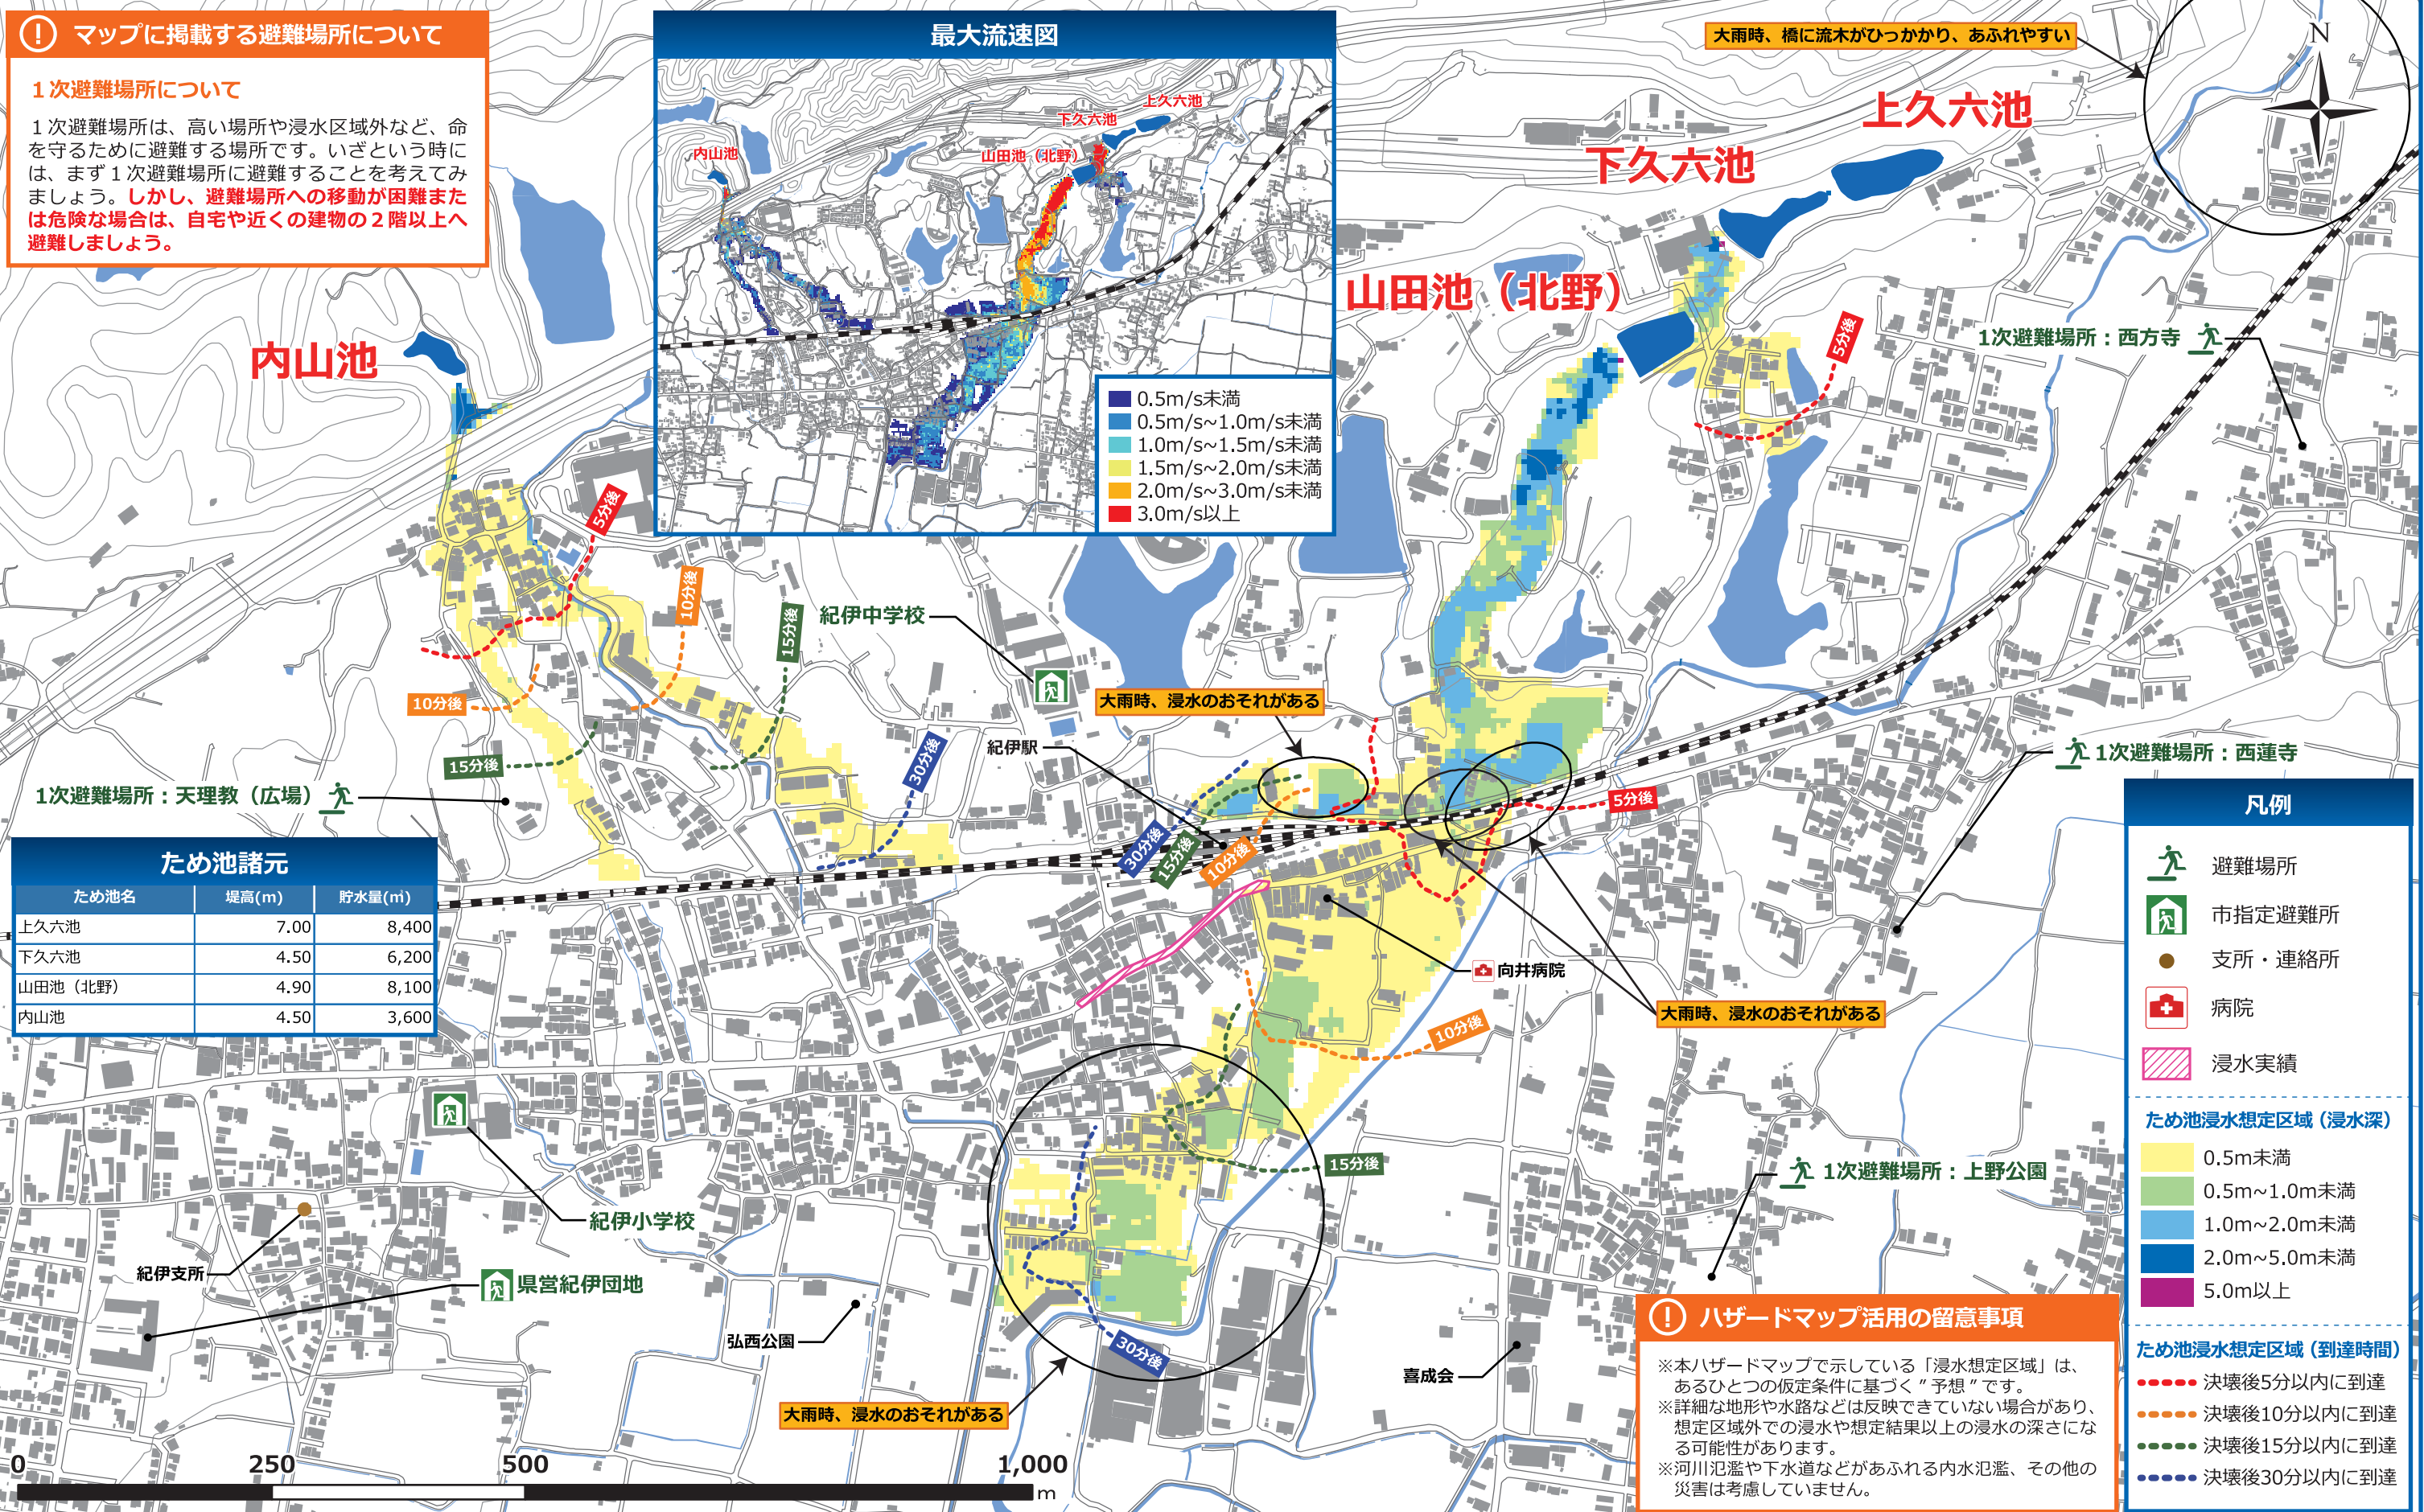 マップに掲載する避難場所について
1次避難場所について
1次避難場所は、高い場所や浸水区域外など、命
を守るために避難する場所です。いざという時に
は、まず1次避難場所に避難することを考えてみ
ましょう。しかし、避難場所への移動が困難また
は危険な場合は、自宅や近くの建物の2階以上へ
避難しましょう。
最大流速図
上久六池
下久六池
山田池（北野）
内山池
0.5m/s未満
0.5m/s~1.0m/s未満
1.0m/s~1.5m/s未満
1.5m/s~2.0m/s未満
2.0m/s~3.0m/s未満
3.0m/s以上
大雨時、橋に流木がひっかかり、あふれやすい
N
上久六池
下久六池
山田池（北野）
内山池
5分後
1次避難場所：西方寺
5分後
10分後
15分後
紀伊中学校
10分後
大雨時、浸水のおそれがある
紀伊駅
30分後
15分後
1次避難場所：西蓮寺
1次避難場所：天理教（広場）
5分後
30分後
15分後
10分後
ため池諸元
ため池名 堤高(m) 貯水量(㎥)
上久六池 7.00 8,400
下久六池 4.50 6,200
山田池（北野） 4.90 8,100
内山池 4.50 3,600
向井病院
大雨時、浸水のおそれがある
10分後
15分後
1次避難場所：上野公園
紀伊小学校
紀伊支所
県営紀伊団地
弘西公園
30分後
喜成会
大雨時、浸水のおそれがある
0 250 500 1,000
m
凡例
避難場所
市指定避難所
支所・連絡所
病院
浸水実績
ため池浸水想定区域（浸水深）
0.5m未満
0.5m~1.0m未満
1.0m~2.0m未満
2.0m~5.0m未満
5.0m以上
ため池浸水想定区域（到達時間）
決壊後5分以内に到達
決壊後10分以内に到達
決壊後15分以内に到達
決壊後30分以内に到達
ハザードマップ活用の留意事項
※本ハザードマップで示している「浸水想定区域」は、
あるひとつの仮定条件に基づく"予想"です。
※詳細な地形や水路などは反映できていない場合があり、
想定区域外での浸水や想定結果以上の浸水の深さにな
る可能性があります。
※河川氾濫や下水道などがあふれる内水氾濫、その他の
災害は考慮していません。